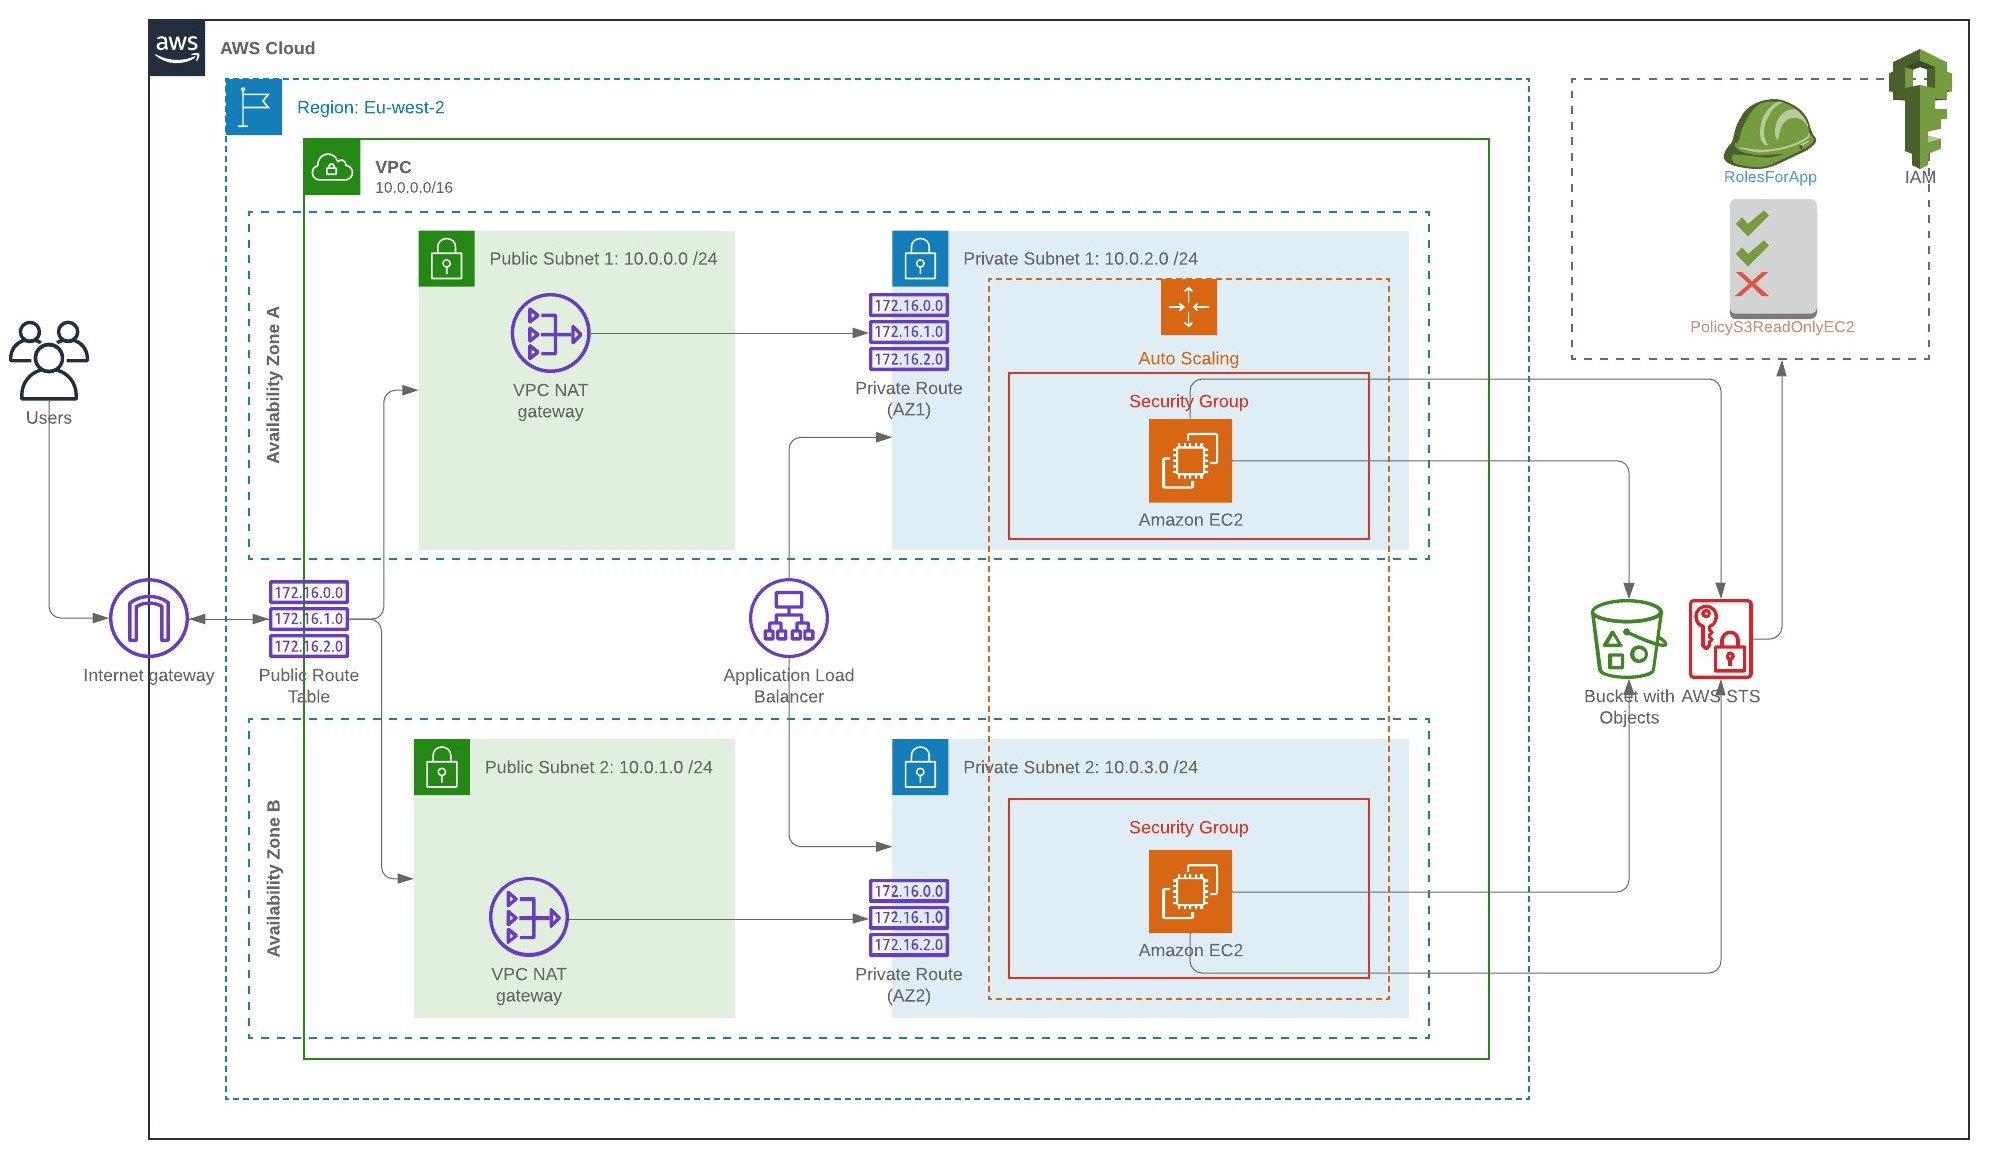 aws
AWS Cloud
Region: Eu-west-2
VPC
10.0.0.0/16
RolesForApp
IAM
PolicyS3ReadOnlyEC2
Availability Zone A
Public Subnet 1: 10.0.0.0 /24
VPC NAT
gateway
Private Subnet 1: 10.0.2.0 /24
172.16.0.0
172.16.1.0
172.16.2.0
Private Route
(AZ1)
Auto Scaling
Security Group
Amazon EC2
Users
Internet gateway
172.16.0.0
172.16.1.0
172.16.2.0
Public Route
Table
Application Load
Balancer
Bucket with
Objects
AWS STS
Availability Zone B
Public Subnet 2: 10.0.1.0 /24
VPC NAT
gateway
Private Subnet 2: 10.0.3.0 /24
172.16.0.0
172.16.1.0
172.16.2.0
Private Route
(AZ2)
Security Group
Amazon EC2